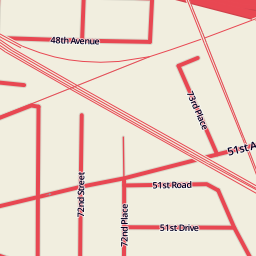 48th Avenue
73rd Place
51st A
51st Road
72nd Street
72nd Place
51st Drive